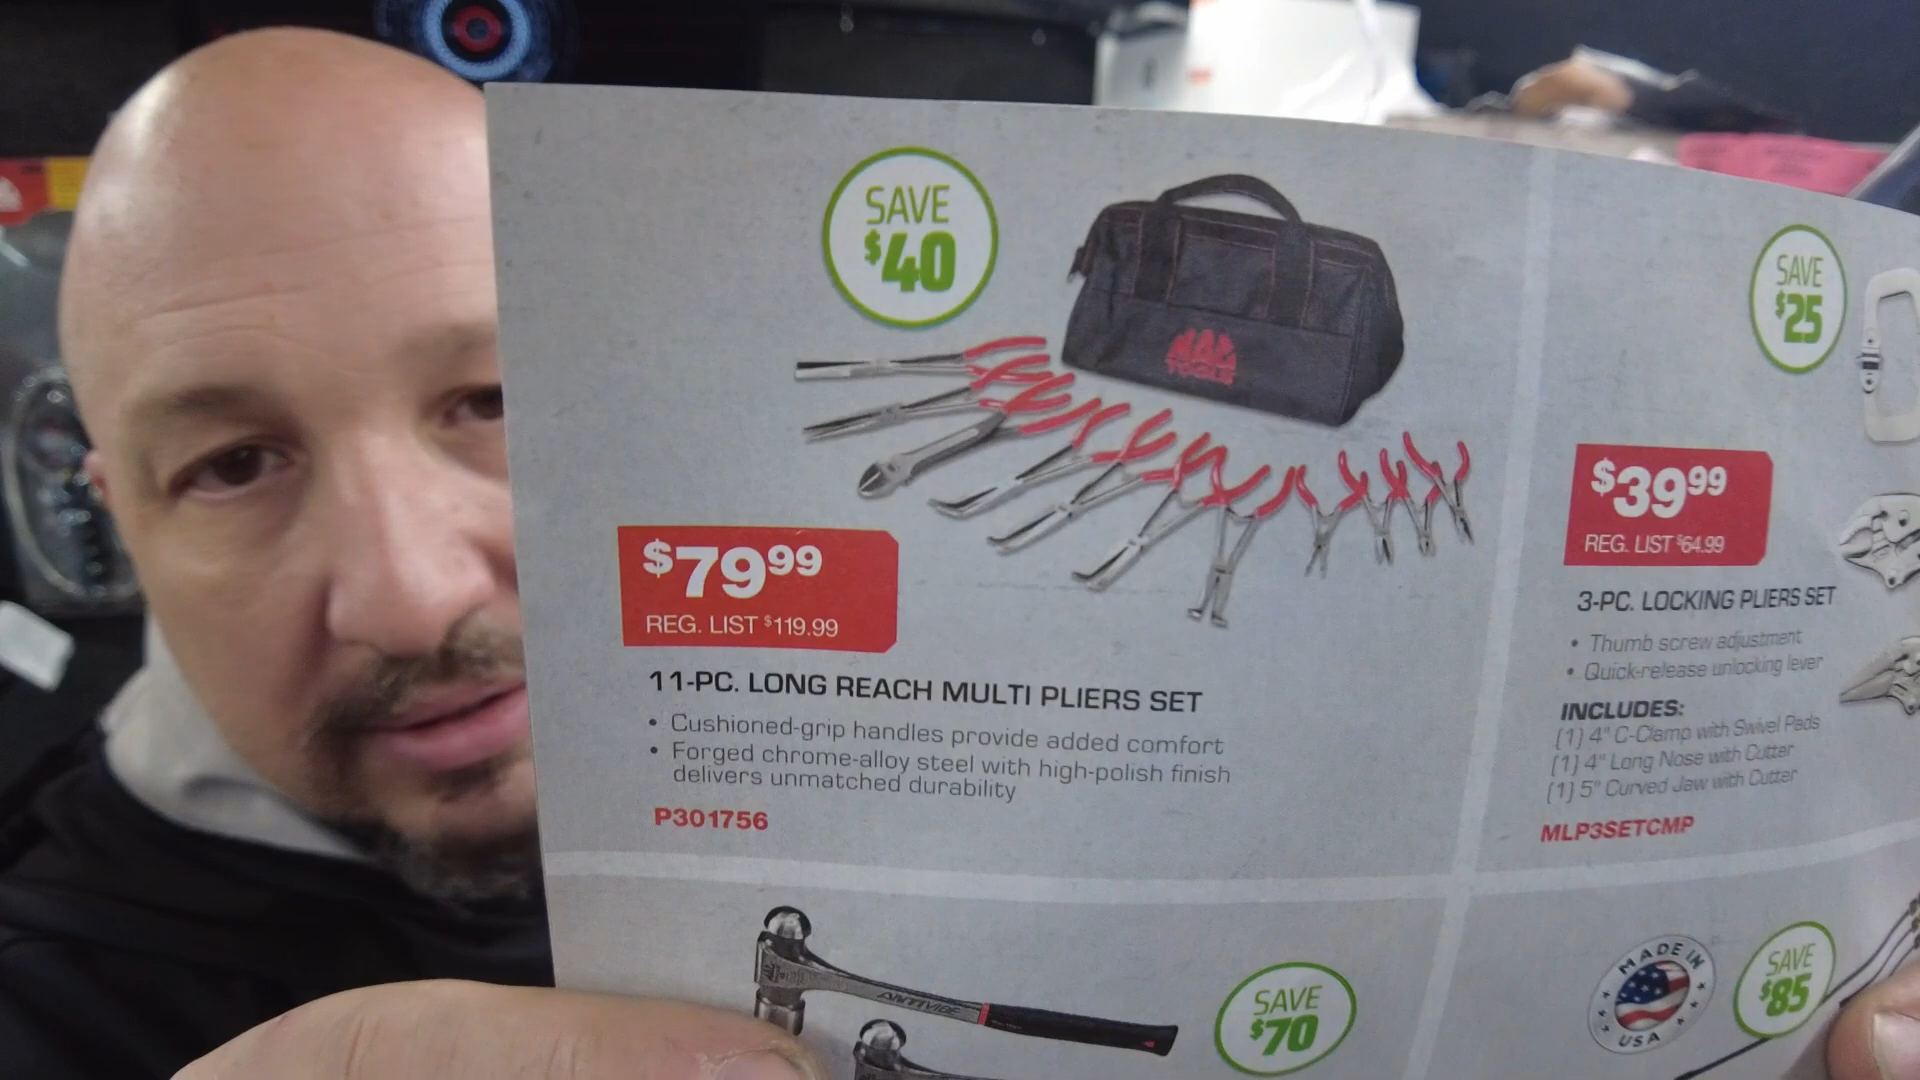 SAVE
$40
MAC
TOOLS
$79.99
REG. LIST $119.99
11-PC. LONG REACH MULTI PLIERS SET
• Cushioned-grip handles provide added comfort
• Forged chrome-alloy steel with high-polish finish
delivers unmatched durability
P301756
SAVE
$25
$39.99
REG. LIST $64.99
3-PC. LOCKING PLIERS SET
• Thumb screw adjustment
• Quick-release unlocking lever
INCLUDES:
(1) 4" C-Clamp with Swivel Pads
(1) 4" Long Nose with Cutter
(1) 5" Curved Jaw with Cutter
MLP3SETCMP
ANTIVIBE
SAVE
$70
MADE IN
USA
SAVE
$85